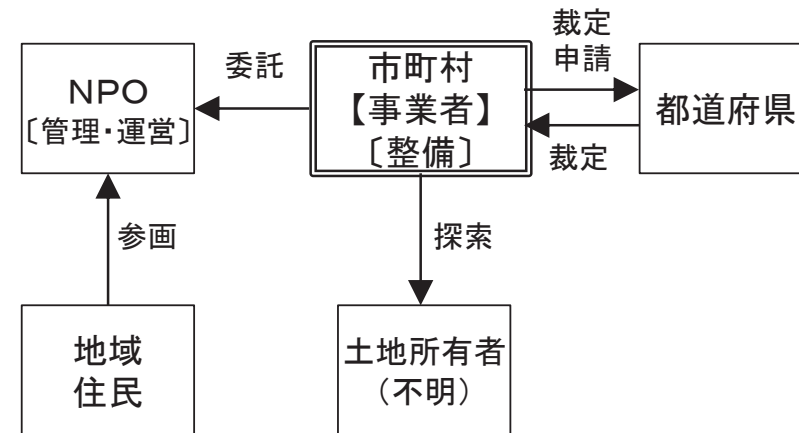 NPO
〔管理・運営〕
委託
市町村
【事業者】
〔整備〕
裁定
申請
裁定
都道府県
参画
探索
地域
住民
土地所有者
（不明）